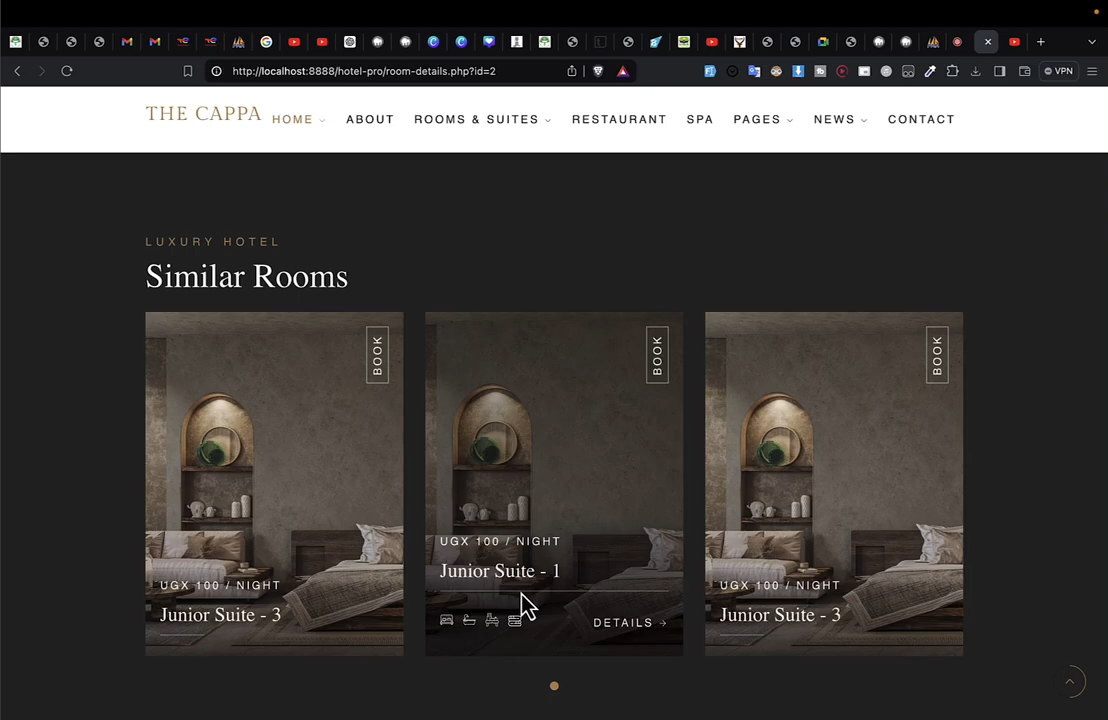 http://localhost:8888/hotel-pro/room-details.php?id=2
VPN
THE CAPPA
HOME
ABOUT
ROOMS & SUITES
RESTAURANT
SPA
PAGES
NEWS
CONTACT
LUXURY HOTEL
Similar Rooms
BOOK
UGX 100 / NIGHT
Junior Suite - 3
BOOK
UGX 100 / NIGHT
Junior Suite - 1
DETAILS →
BOOK
UGX 100 / NIGHT
Junior Suite - 3